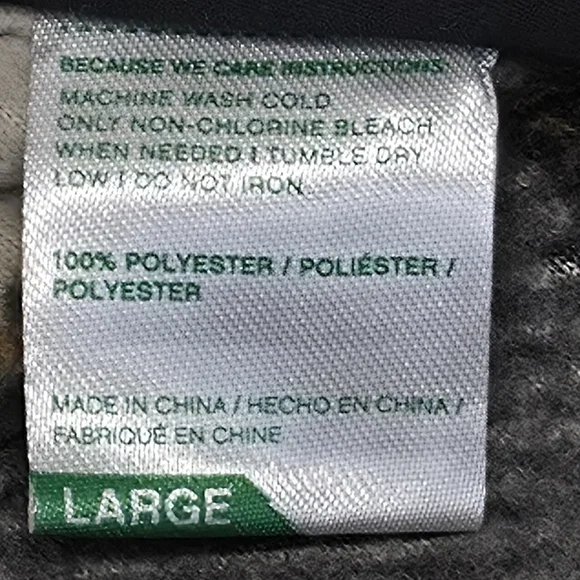 BECAUSE WE CARE INSTRUCTIONS:
MACHINE WASH COLD
ONLY NON-CHLORINE BLEACH
WHEN NEEDED | TUMBLE DRY
LOW | DO NOT IRON.
100% POLYESTER / POLIÉSTER /
POLYESTER
MADE IN CHINA / HECHO EN CHINA /
FABRIQUÉ EN CHINE
LARGE